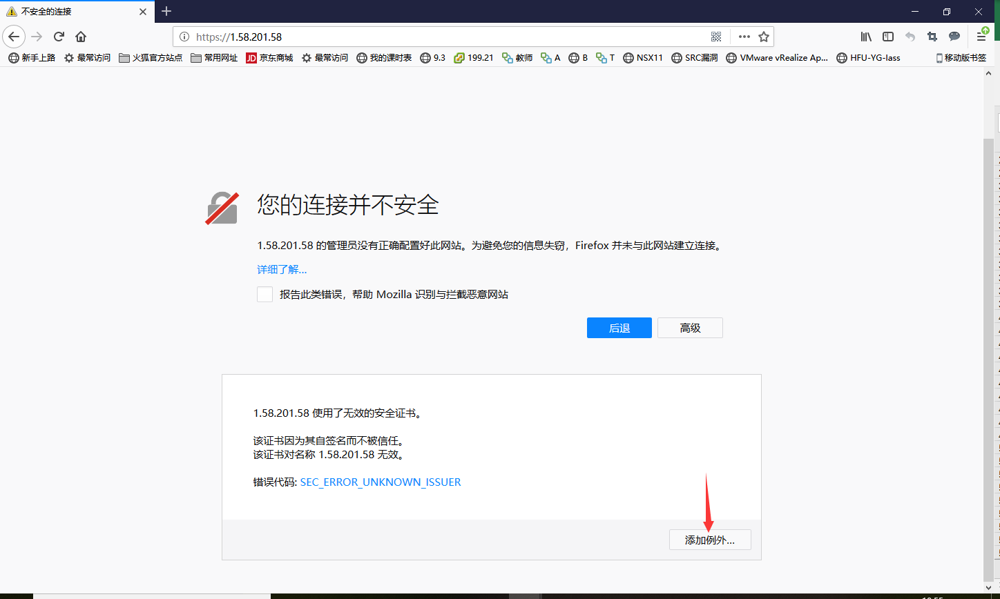 不安全的连接
https://1.58.201.58
新手上路 最常访问 火狐官方站点 常用网址 JD 京东商城 最常访问 我的课时表 9.3 199.21 教师 A B T NSX11 SRC漏洞 VMware vRealize Ap... HFU-YG-Iass 移动版书签
您的连接并不安全
1.58.201.58 的管理员没有正确配置好此网站。为避免您的信息失窃，Firefox 并未与此网站建立连接。
详细了解...
报告此类错误，帮助 Mozilla 识别与拦截恶意网站
后退 高级
1.58.201.58 使用了无效的安全证书。
该证书因为其自签名而不被信任。
该证书对名称 1.58.201.58 无效。
错误代码: SEC_ERROR_UNKNOWN_ISSUER
添加例外...